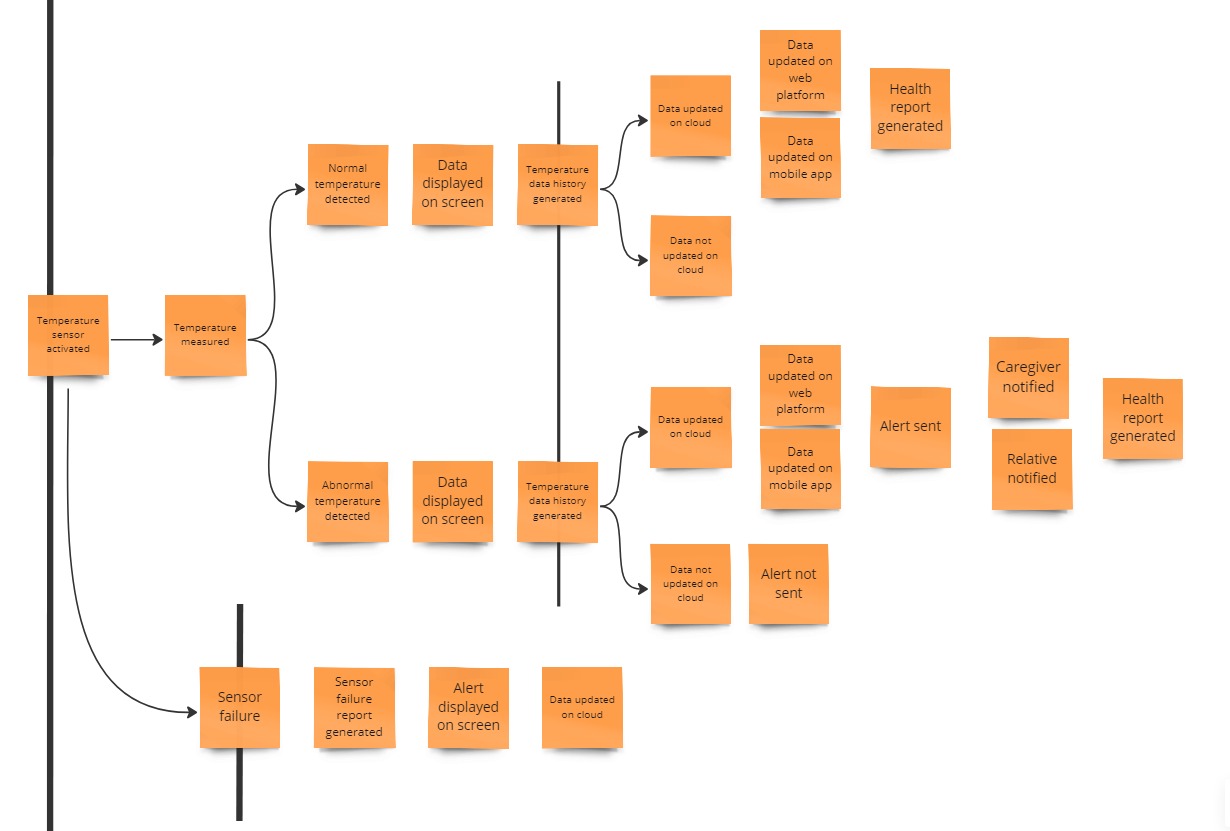 Data
updated on
web
platform
Health
report
generated
Data updated
on cloud
Data
updated on
mobile app
Normal
temperature
detected
Data
displayed
on screen
Temperature
data history
generated
Data not
updated on
cloud
Temperature
sensor
activated
Temperature
measured
Data
updated on
web
platform
Caregiver
notified
Health
report
generated
Data updated
on cloud
Alert sent
Data
updated on
mobile app
Relative
notified
Abnormal
temperature
detected
Data
displayed
on screen
Temperature
data history
generated
Data not
updated on
cloud
Alert not
sent
Sensor
failure
Sensor
failure
report
generated
Alert
displayed
on screen
Data updated
on cloud